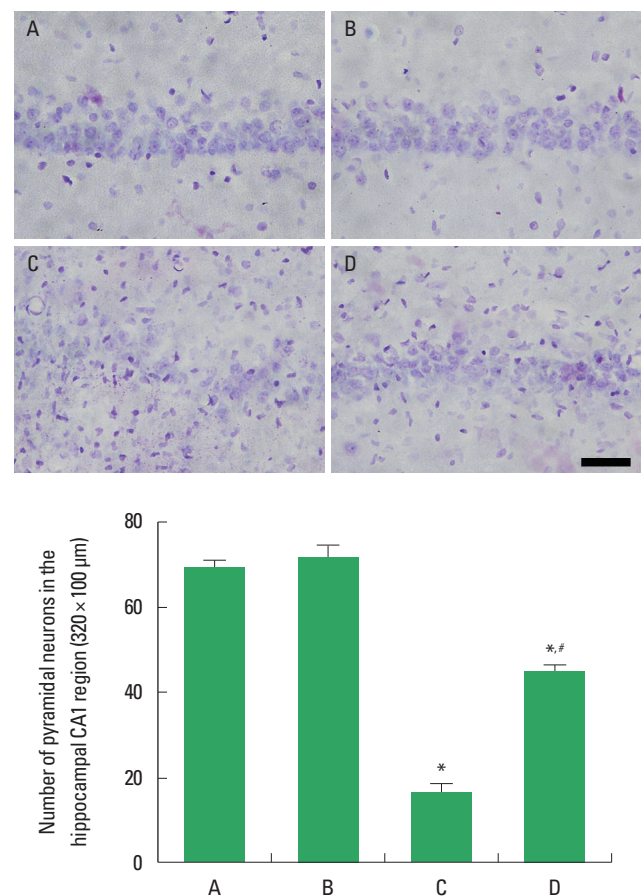 A
B
C
D
Number of pyramidal neurons in the
hippocampal CA1 region (320 × 100 μm)
80
60
40
20
0
*
*,#
A
B
C
D